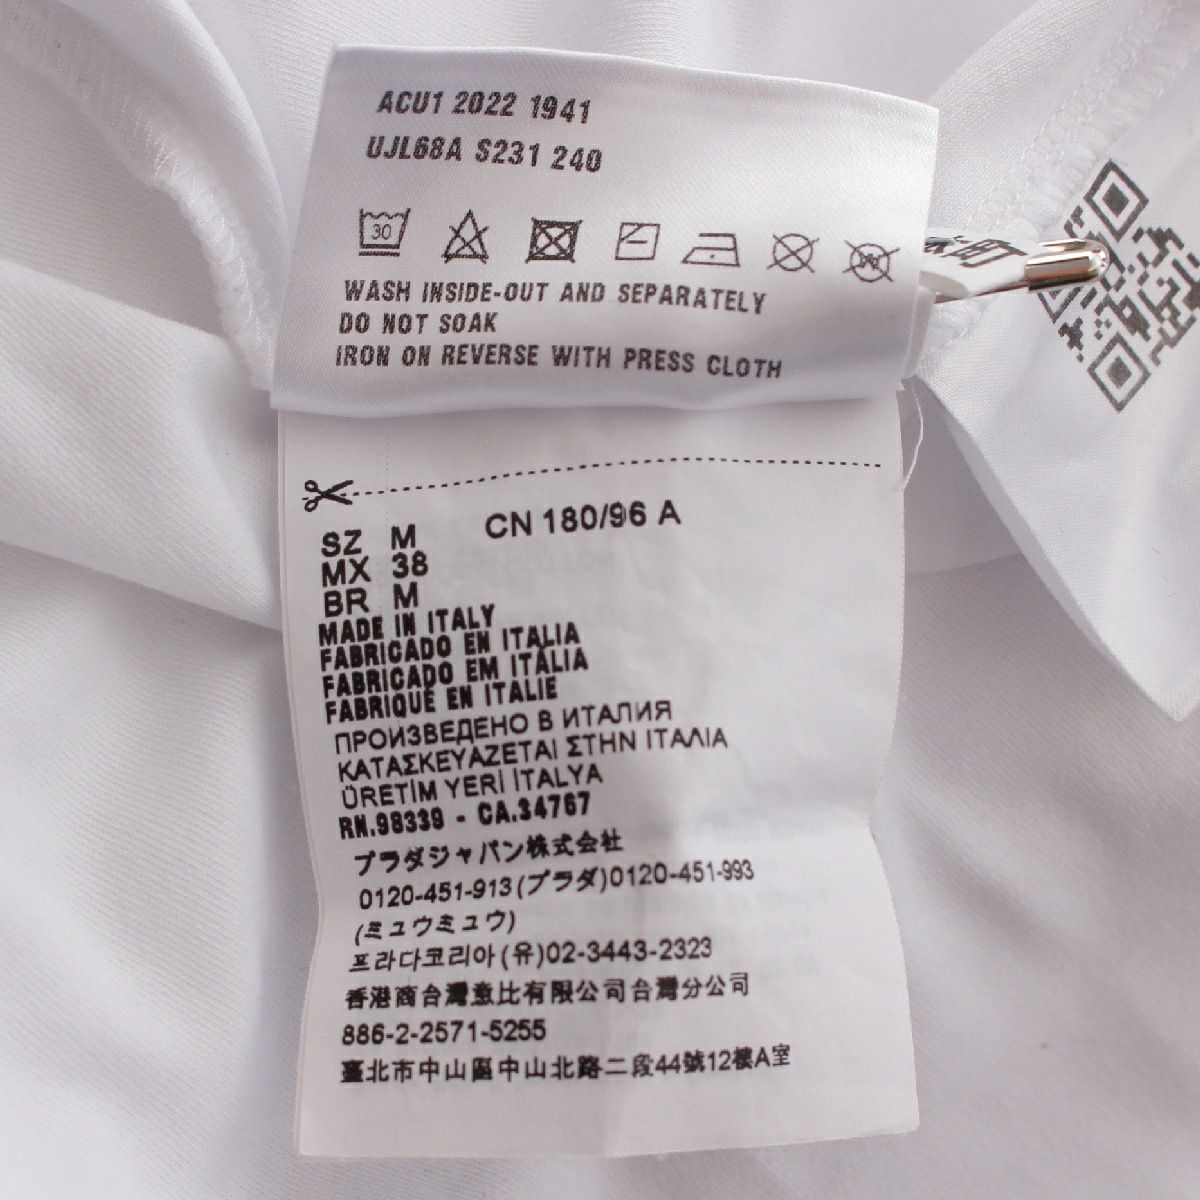 ACU1 2022 1941
UJL68A S231 240
30
W
WASH INSIDE-OUT AND SEPARATELY
DO NOT SOAK
IRON ON REVERSE WITH PRESS CLOTH
SZ M CN 180/96 A
MX 38
BR M
MADE IN ITALY
FABRICADO EN ITALIA
FABRICADO EM ITÁLIA
FABRIQUÉ EN ITALIE
ПРОИЗВЕДЕНО В ИТАЛИЯ
ΚΑΤΑΣΚΕΥΑΖΕΤΑΙ ΣΤΗΝ ΙΤΑΛΙΑ
ÜRETİM YERİ İTALYA
RN.98339 - CA.34767
プラダジャパン株式会社
0120-451-913(プラダ)0120-451-993
(ミュウミュウ)
프라다코리아(유)02-3443-2323
香港商台灣意比有限公司台灣分公司
886-2-2571-5255
臺北市中山區中山北路二段44號12樓A室